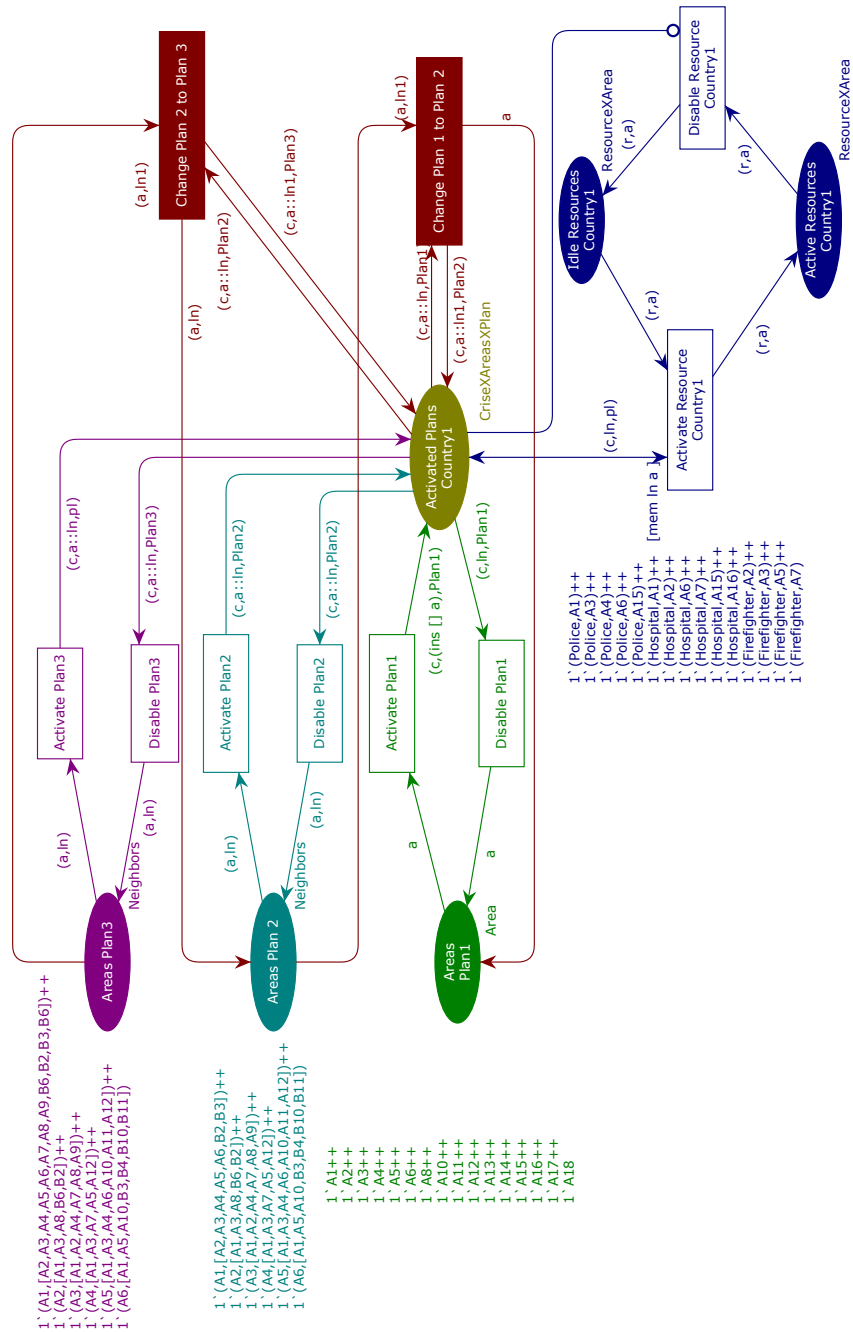 1`(A1,[A2,A3,A4,A5,A6,A7,A8,A9,B6,B2,B3,B6])++
1`(A2,[A1,A3,A8,B6,B2])++
1`(A3,[A1,A2,A4,A7,A8,A9])++
1`(A4,[A1,A3,A7,A5,A12])++
1`(A5,[A1,A3,A4,A6,A10,A11,A12])++
1`(A6,[A1,A5,A10,B3,B4,B10,B11])
Areas Plan3
Neighbors
(a,ln)
(a,ln)
Activate Plan3
Disable Plan3
(c,a::ln,pl)
(c,a::ln,Plan3)
(a,ln1)
Change Plan 2 to Plan 3
(a,ln)
(c,a::ln,Plan2)
(c,a::ln1,Plan3)
1`(A1,[A2,A3,A4,A5,A6,B2,B3])++
1`(A2,[A1,A3,A8,B6,B2])++
1`(A3,[A1,A2,A4,A7,A8,A9])++
1`(A4,[A1,A3,A7,A5,A12])++
1`(A5,[A1,A3,A4,A6,A10,A11,A12])++
1`(A6,[A1,A5,A10,B3,B4,B10,B11])
Areas Plan 2
Neighbors
(a,ln)
(a,ln)
Activate Plan2
Disable Plan2
(c,a::ln,Plan2)
(c,a::ln,Plan2)
(a,ln1)
Change Plan 1 to Plan 2
a
(c,a::ln,Plan1)
(c,a::ln1,Plan2)
1`A1++
1`A2++
1`A3++
1`A4++
1`A5++
1`A6++
1`A8++
1`A10++
1`A11++
1`A12++
1`A13++
1`A14++
1`A15++
1`A16++
1`A17++
1`A18
Areas
Plan1
Area
a
a
Activate Plan1
Disable Plan1
(c,(ins [] a),Plan1)
(c,ln,Plan1)
Activated Plans
Country1
CriseXAreasXPlan
1`(Police,A1)++
1`(Police,A3)++
1`(Police,A4)++
1`(Police,A6)++
1`(Police,A15)++
1`(Hospital,A1)++
1`(Hospital,A2)++
1`(Hospital,A6)++
1`(Hospital,A7)++
1`(Hospital,A15)++
1`(Hospital,A16)++
1`(Firefighter,A2)++
1`(Firefighter,A3)++
1`(Firefighter,A5)++
1`(Firefighter,A7)
(c,ln,pl)
[mem ln a ]
Activate Resource
Country1
(r,a)
(r,a)
Idle Resources
Country1
ResourceXArea
(r,a)
(r,a)
Disable Resource
Country1
Active Resources
Country1
ResourceXArea